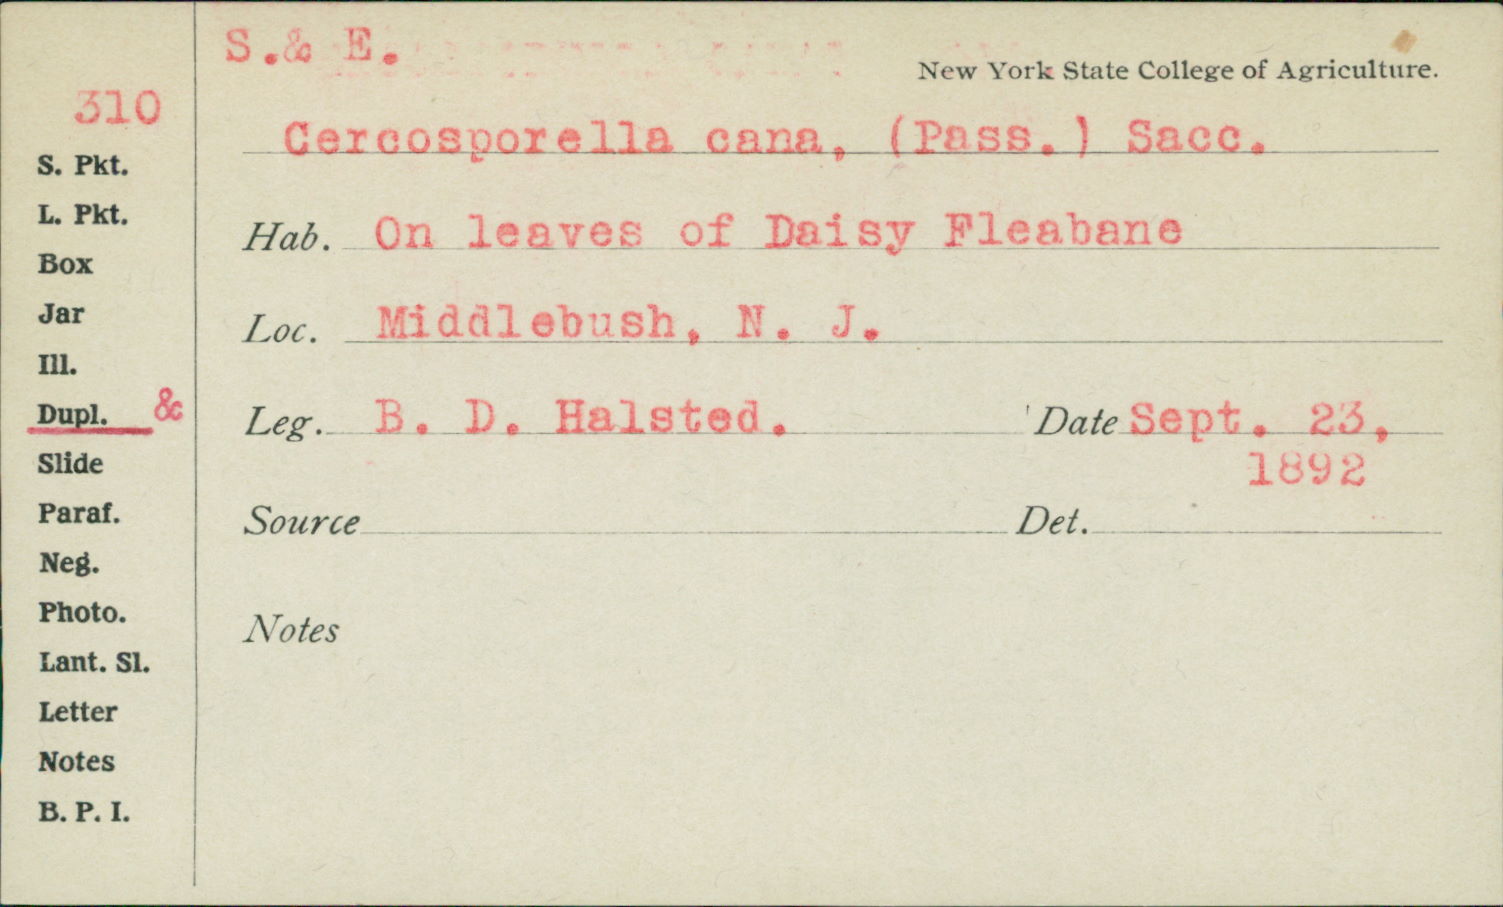 S.& E.
New York State College of Agriculture.
310
Cercosporella cana, (Pass.) Sacc.
S. Pkt.
L. Pkt.
Hab. On leaves of Daisy Fleabane
Box
Jar
Loc. Middlebush, N. J.
Ill.
Dupl. &
Leg. B. D. Halsted. Date Sept. 23,
1892
Slide
Paraf.
Source Det.
Neg.
Photo.
Notes
Lant. Sl.
Letter
Notes
B. P. I.